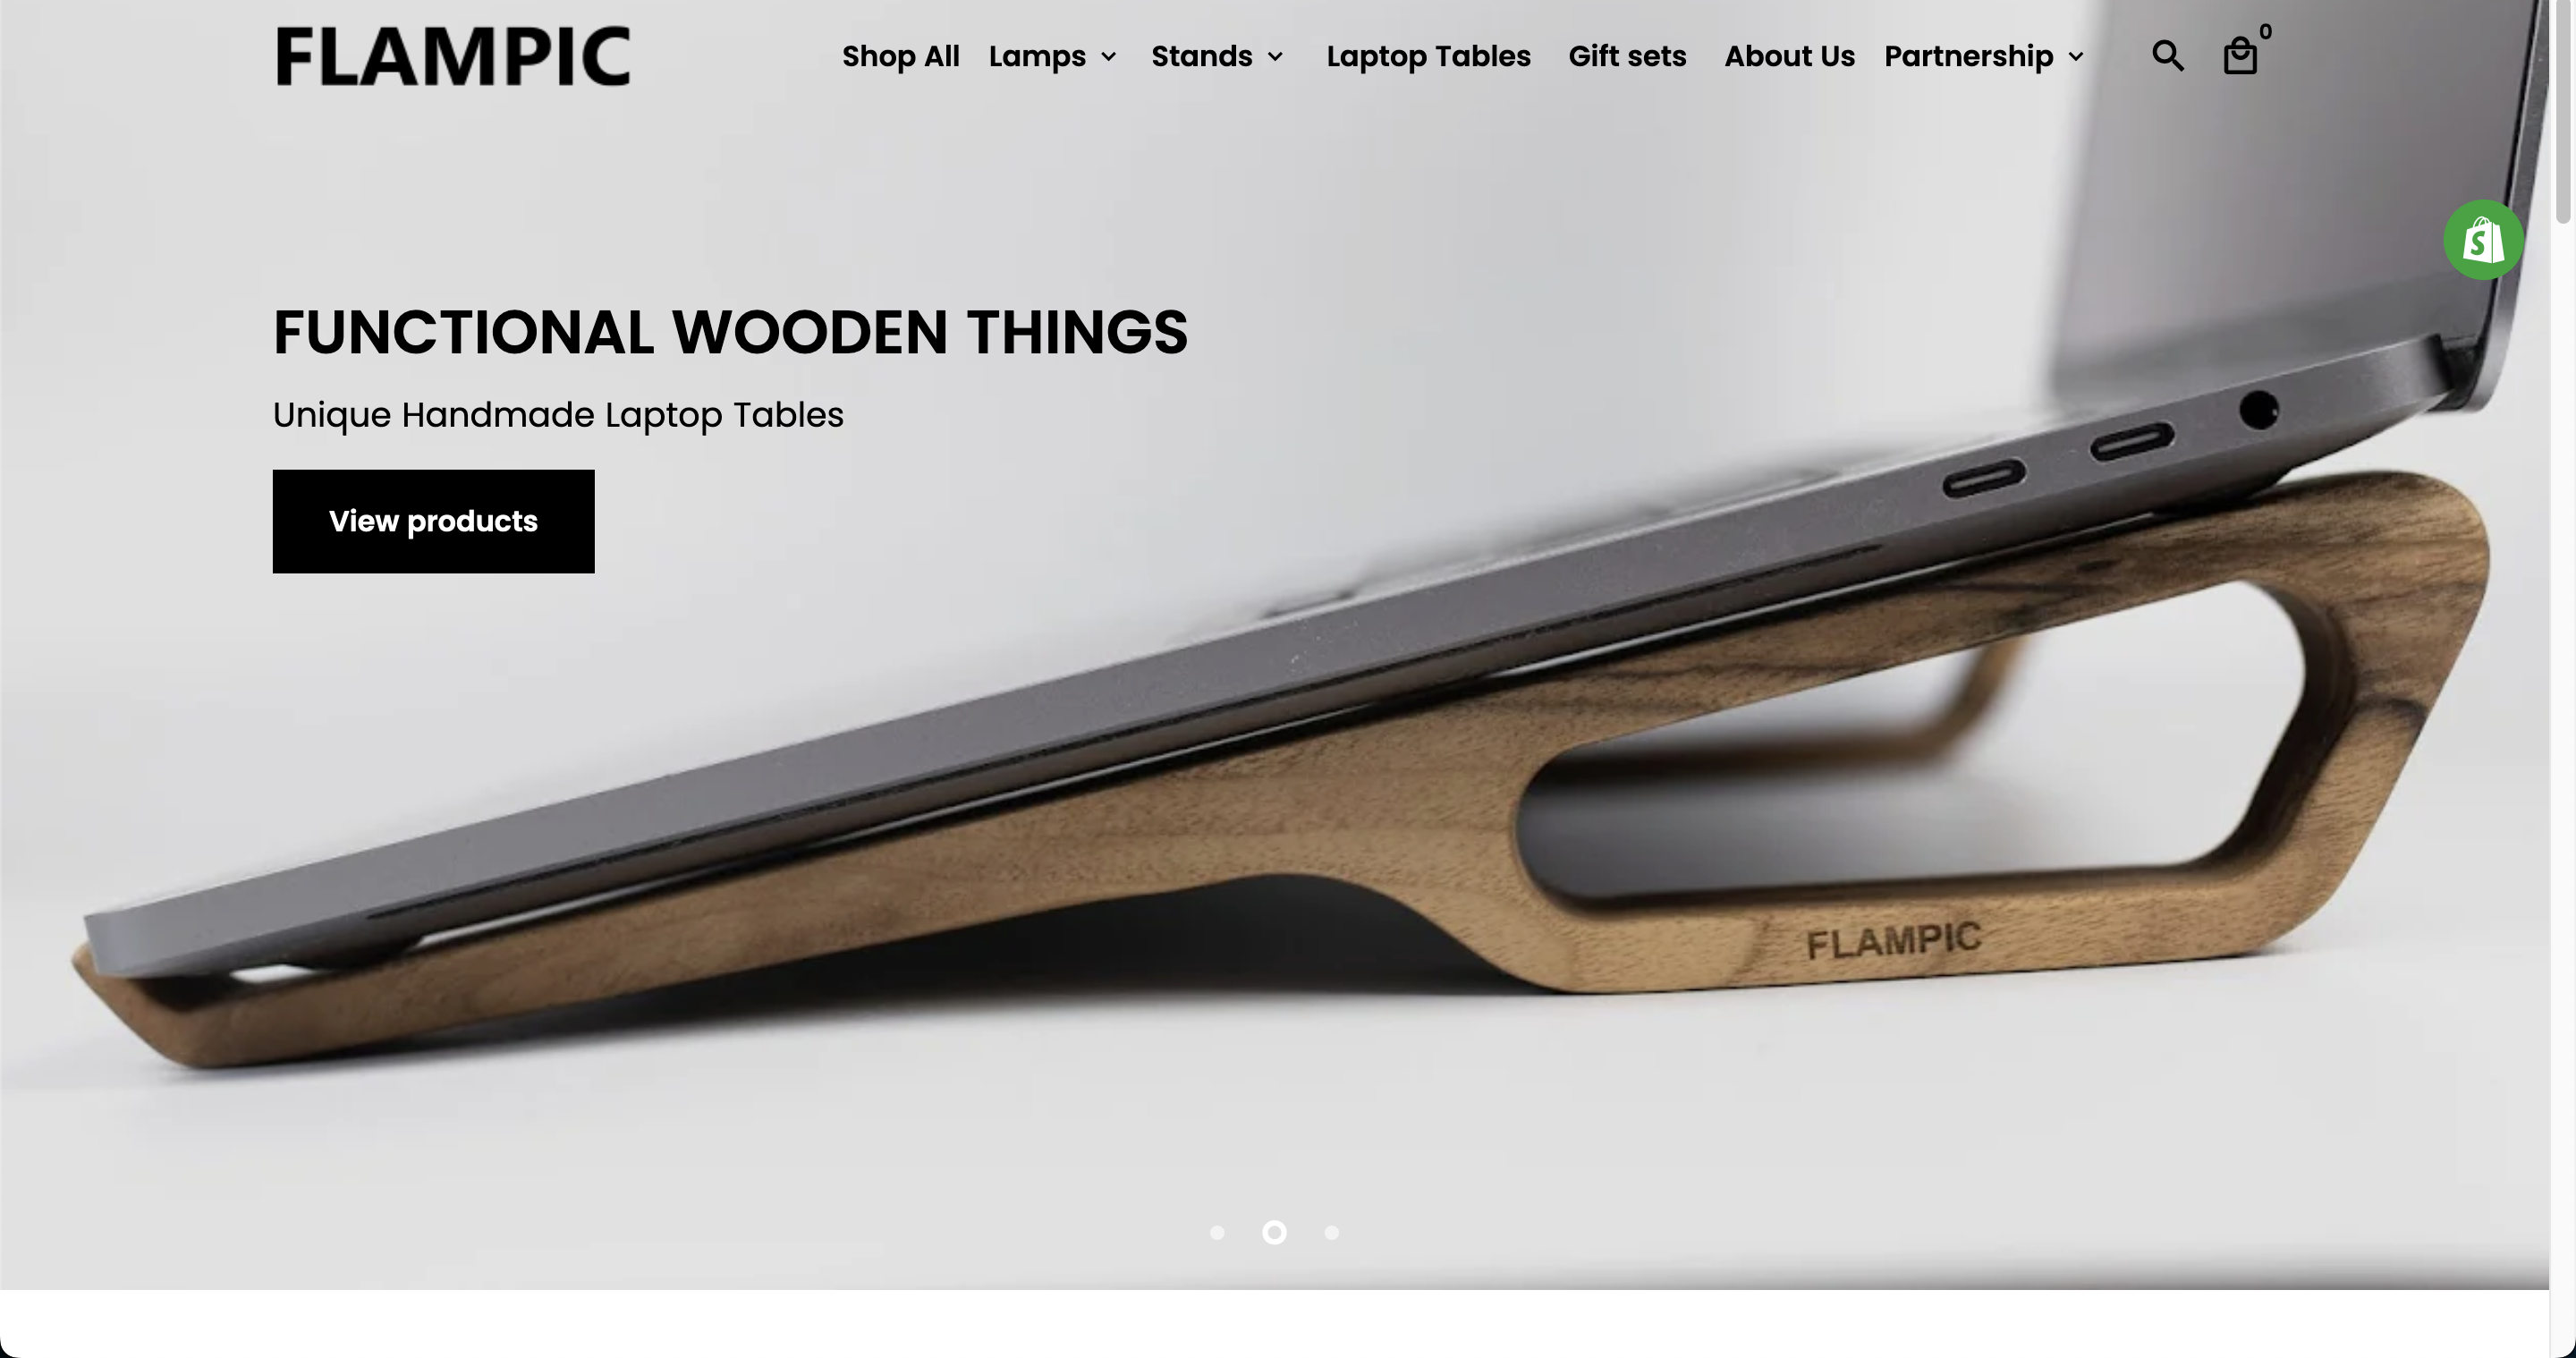 FLAMPIC
Shop All Lamps Stands Laptop Tables Gift sets About Us Partnership 0
FUNCTIONAL WOODEN THINGS
Unique Handmade Laptop Tables
View products
FLAMPIC